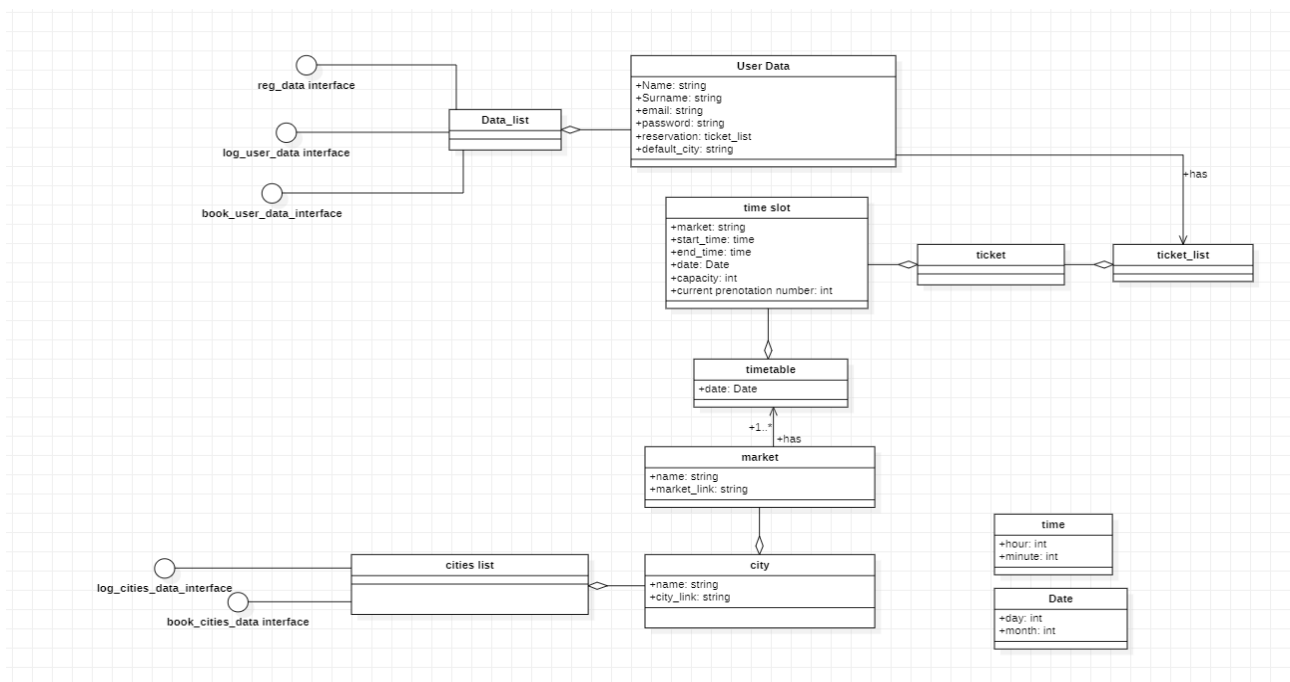 reg_data interface
log_user_data interface
book_user_data_interface
Data_list
User Data
+Name: string
+Surname: string
+email: string
+password: string
+reservation: ticket_list
+default_city: string
+has
time slot
+market: string
+start_time: time
+end_time: time
+date: Date
+capacity: int
+current prenotation number: int
ticket
ticket_list
timetable
+date: Date
+1..*
+has
market
+name: string
+market_link: string
city
+name: string
+city_link: string
cities list
log_cities_data_interface
book_cities_data interface
time
+hour: int
+minute: int
Date
+day: int
+month: int